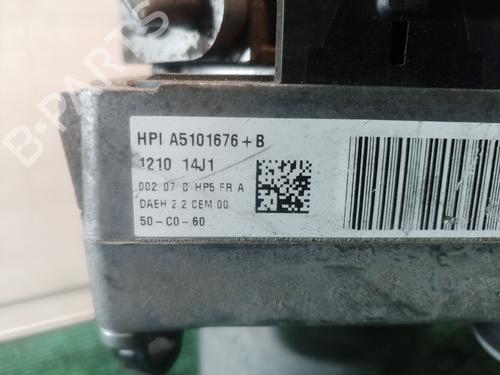 B-PARTS
HPI A5101676+B
1210 14J1
002 07 D HP5 FR A
DAEH 2 2 CEM 00
50-C0-60